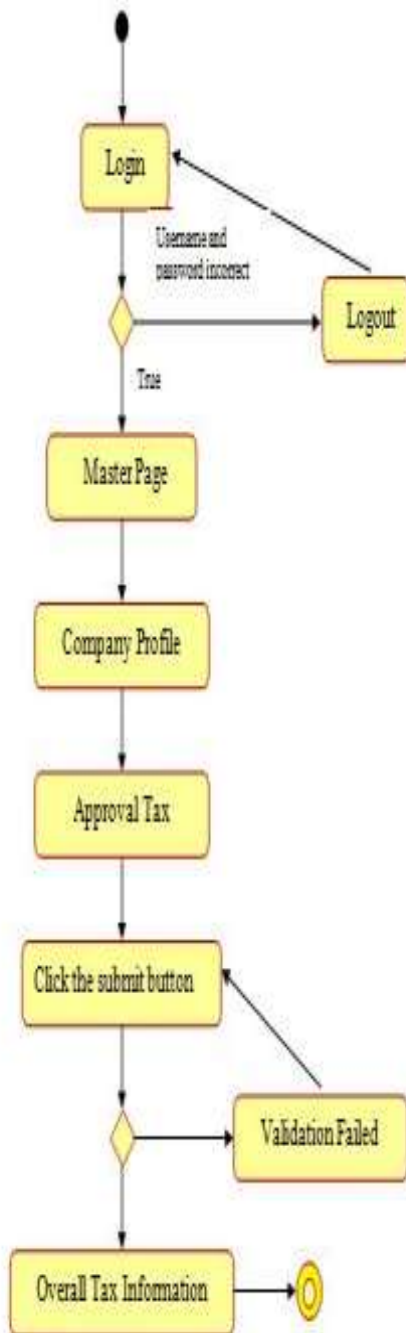 Login
Username and
password incorrect
Logout
True
Master Page
Company Profile
Approval Tax
Click the submit button
Validation Failed
Overall Tax Information